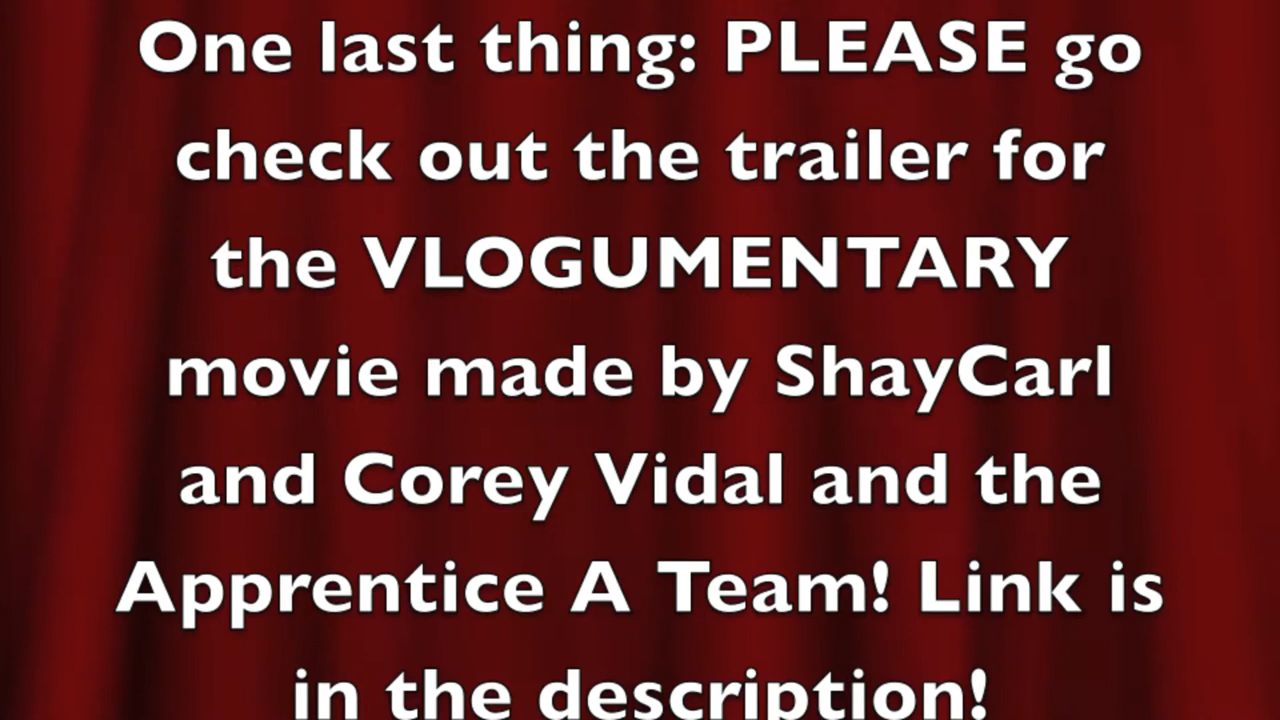 One last thing: PLEASE go
check out the trailer for
the VLOGUMENTARY
movie made by ShayCarl
and Corey Vidal and the
Apprentice A Team! Link is
in the description!